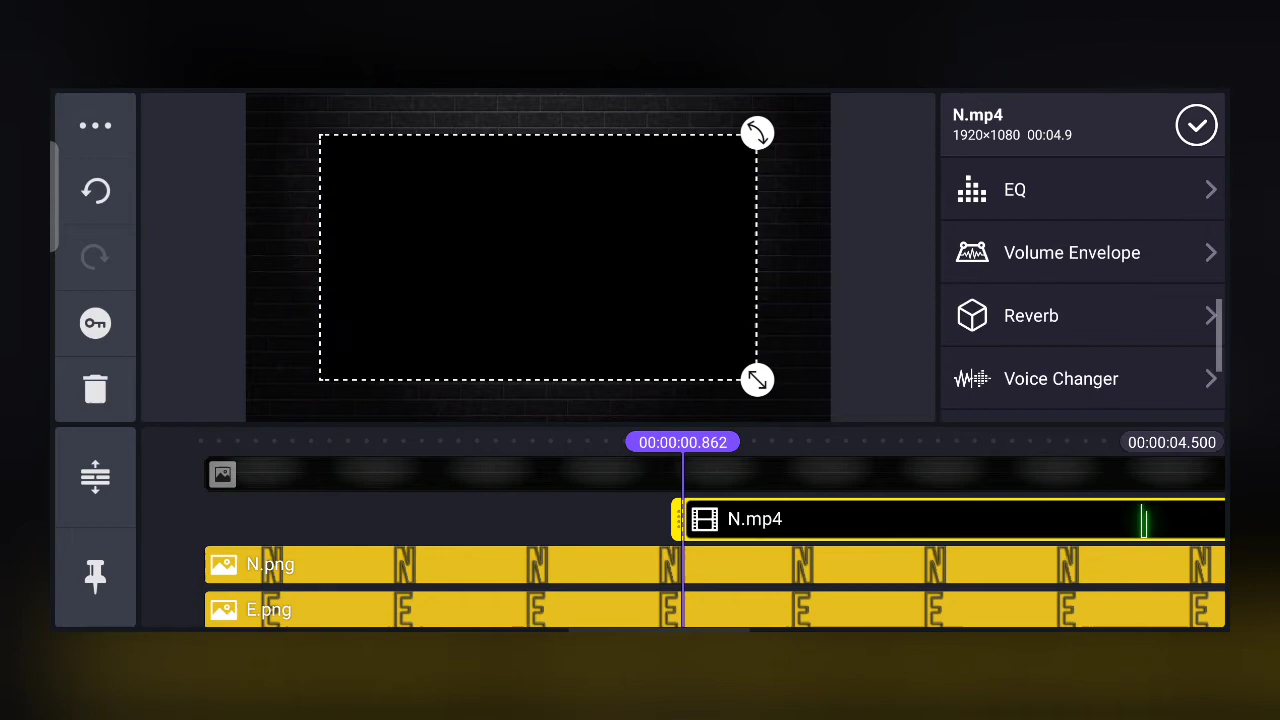 N.mp4
1920×1080 00:04.9
EQ
Volume Envelope
Reverb
Voice Changer
00:00:00.862
00:00:04.500
N.mp4
N.png
N N N N N N N N
E.png
E E E E E E E E